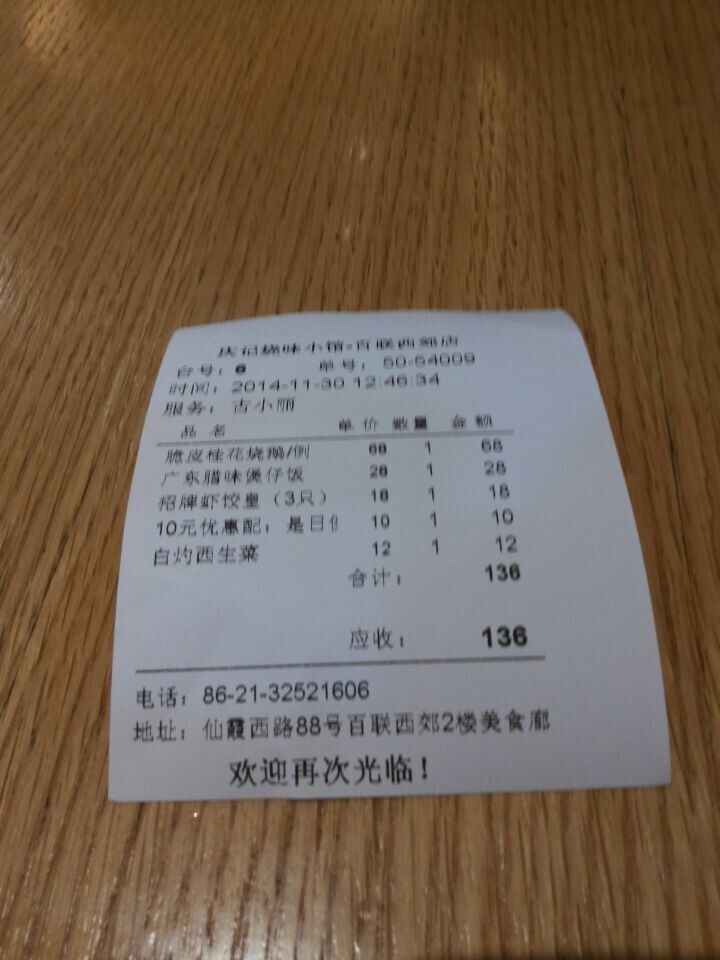 庆记烧味小馆-百联西郊店
台号：6 单号：50-54009
时间：2014-11-30 12:46:34
服务：古小丽
品名 单价 数量 金额
脆皮桂花烧鹅/例 68 1 68
广东腊味煲仔饭 28 1 28
招牌虾饺皇（3只） 18 1 18
10元优惠配：是日 10 1 10
白灼西生菜 12 1 12
合计： 136
应收： 136
电话：86-21-32521606
地址：仙霞西路88号百联西郊2楼美食廊
欢迎再次光临！